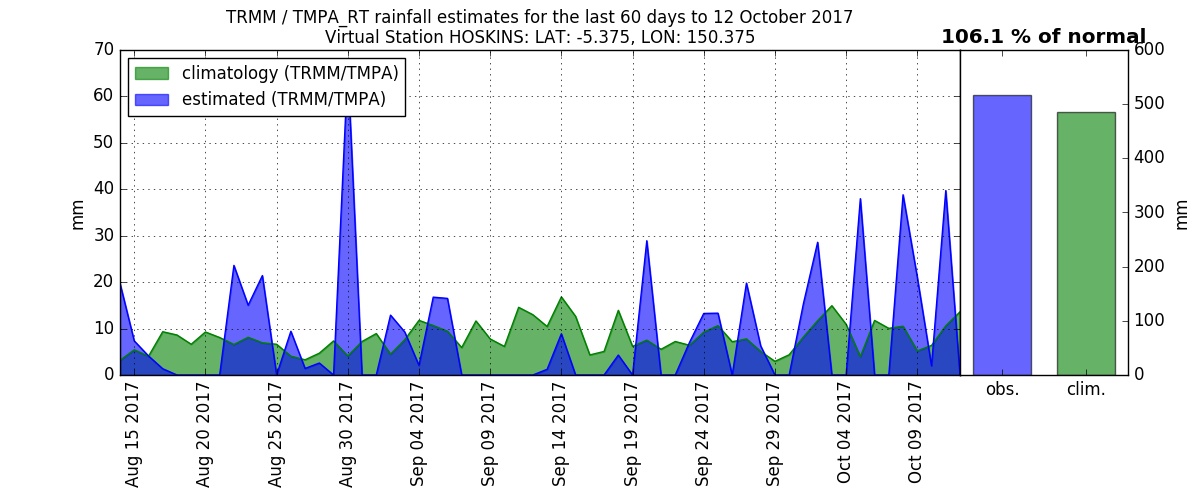 TRMM / TMPA_RT rainfall estimates for the last 60 days to 12 October 2017
Virtual Station HOSKINS: LAT: -5.375, LON: 150.375
106.1 % of normal
climatology (TRMM/TMPA)
estimated (TRMM/TMPA)
70
60
50
40
30
20
10
0
mm
Aug 15 2017
Aug 20 2017
Aug 25 2017
Aug 30 2017
Sep 04 2017
Sep 09 2017
Sep 14 2017
Sep 19 2017
Sep 24 2017
Sep 29 2017
Oct 04 2017
Oct 09 2017
600
500
400
300
200
100
0
mm
obs.
clim.